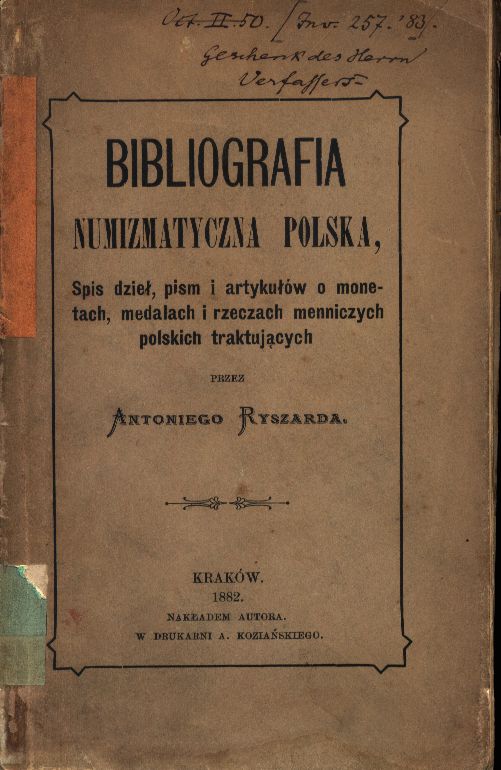 Oct. II. 50. [Inv. 257. '83].
Geschenk des Herrn
Verfassers
BIBLIOGRAFIA
NUMIZMATYCZNA POLSKA,
Spis dzieł, pism i artykułów o mone-
tach, medalach i rzeczach menniczych
polskich traktujących
PRZEZ
ANTONIEGO RYSZARDA.
KRAKÓW.
1882.
NAKŁADEM AUTORA.
W DRUKARNI A. KOZIAŃSKIEGO.